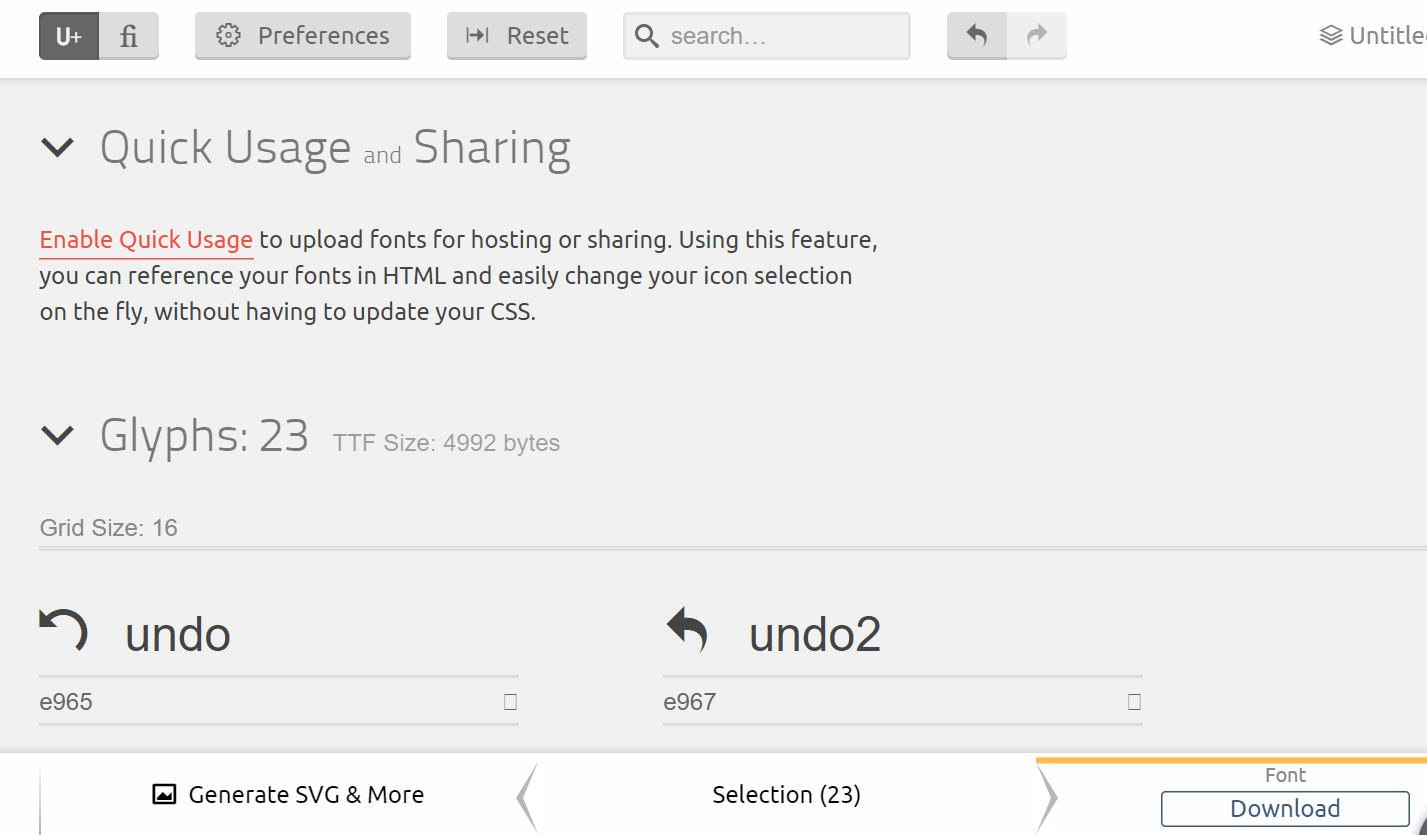 U+ fi Preferences Reset search... Untitle
Quick Usage and Sharing
Enable Quick Usage to upload fonts for hosting or sharing. Using this feature,
you can reference your fonts in HTML and easily change your icon selection
on the fly, without having to update your CSS.
Glyphs: 23 TTF Size: 4992 bytes
Grid Size: 16
undo undo2
e965 e967
Generate SVG & More Selection (23) Font
Download